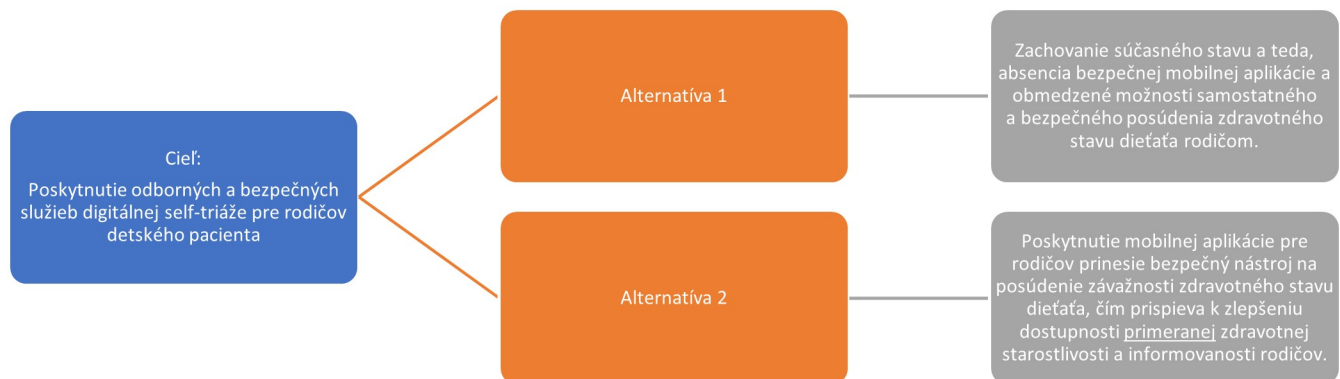 Cieľ:
Poskytnutie odborných a bezpečných
služieb digitálnej self-triáže pre rodičov
detského pacienta
Alternatíva 1
Zachovanie súčasného stavu a teda,
absencia bezpečnej mobilnej aplikácie a
obmedzené možnosti samostatného
a bezpečného posúdenia zdravotného
stavu dieťaťa rodičom.
Alternatíva 2
Poskytnutie mobilnej aplikácie pre
rodičov prinesie bezpečný nástroj na
posúdenie závažnosti zdravotného stavu
dieťaťa, čím prispieva k zlepšeniu
dostupnosti primeranej zdravotnej
starostlivosti a informovanosti rodičov.